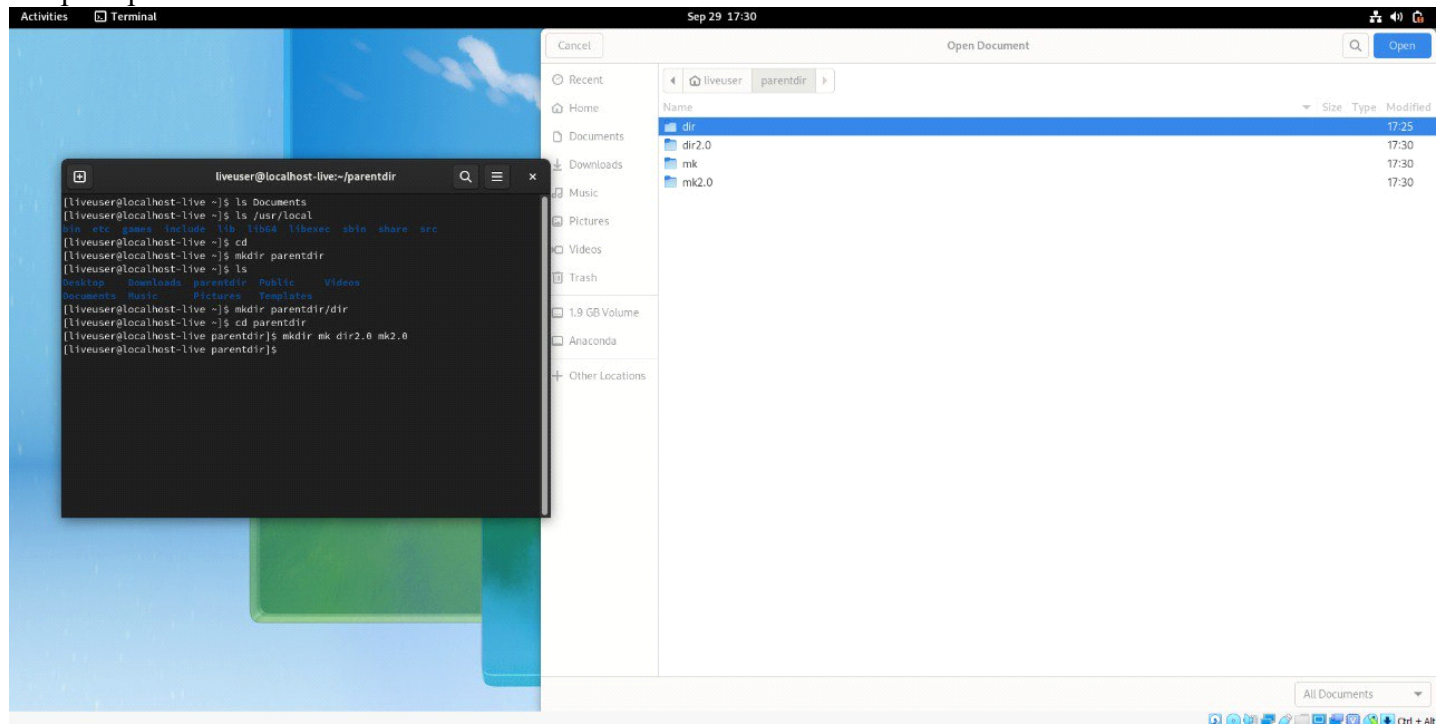 Activities Terminal Sep 29 17:30
liveuser@localhost-live:~/parentdir
[liveuser@localhost-live ~]$ ls Documents
[liveuser@localhost-live ~]$ ls /usr/local
bin etc games include lib lib64 libexec sbin share src
[liveuser@localhost-live ~]$ cd
[liveuser@localhost-live ~]$ mkdir parentdir
[liveuser@localhost-live ~]$ ls
Desktop Downloads parentdir Public Videos
Documents Music Pictures Templates
[liveuser@localhost-live ~]$ mkdir parentdir/dir
[liveuser@localhost-live ~]$ cd parentdir
[liveuser@localhost-live parentdir]$ mkdir mk dir2.0 mk2.0
[liveuser@localhost-live parentdir]$
Cancel Open Document Open
Recent
Home
Documents
Downloads
Music
Pictures
Videos
Trash
1.9 GB Volume
Anaconda
Other Locations
liveuser parentdir
Name Size Type Modified
dir 17:25
dir2.0 17:30
mk 17:30
mk2.0 17:30
All Documents
Ctrl + Alt